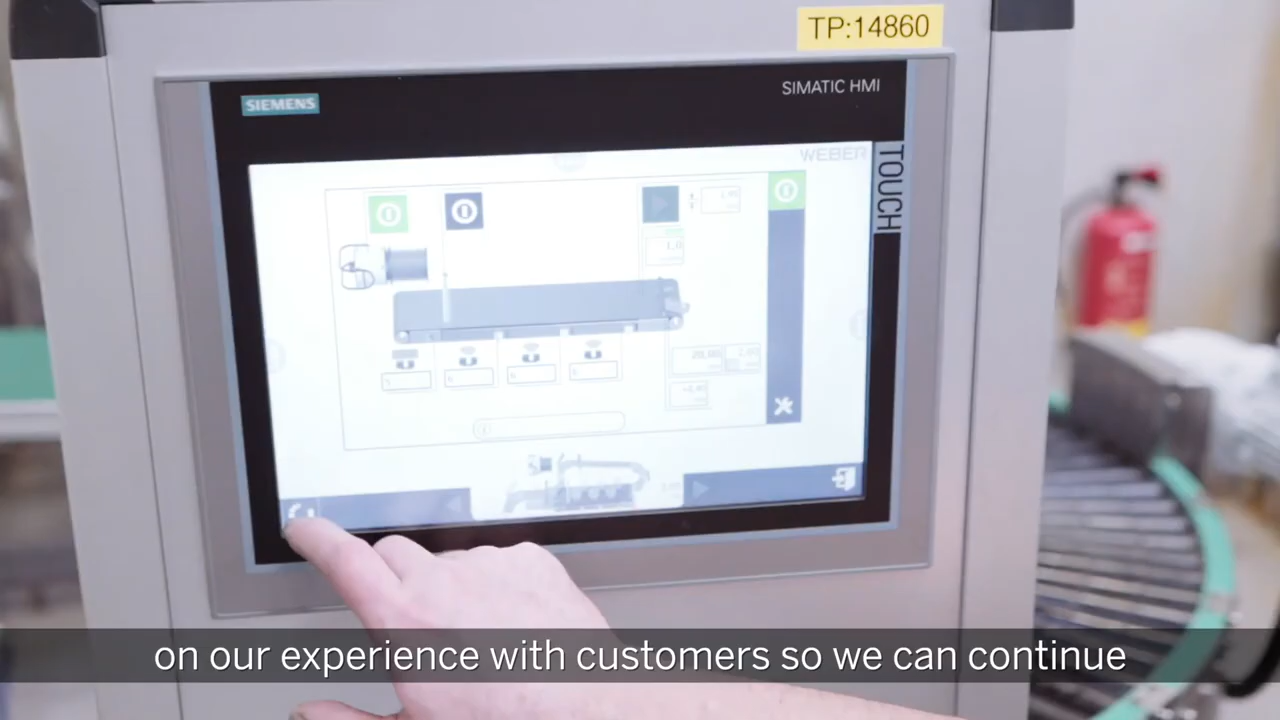 TP:14860
SIEMENS
SIMATIC HMI
WEBER
TOUCH
on our experience with customers so we can continue